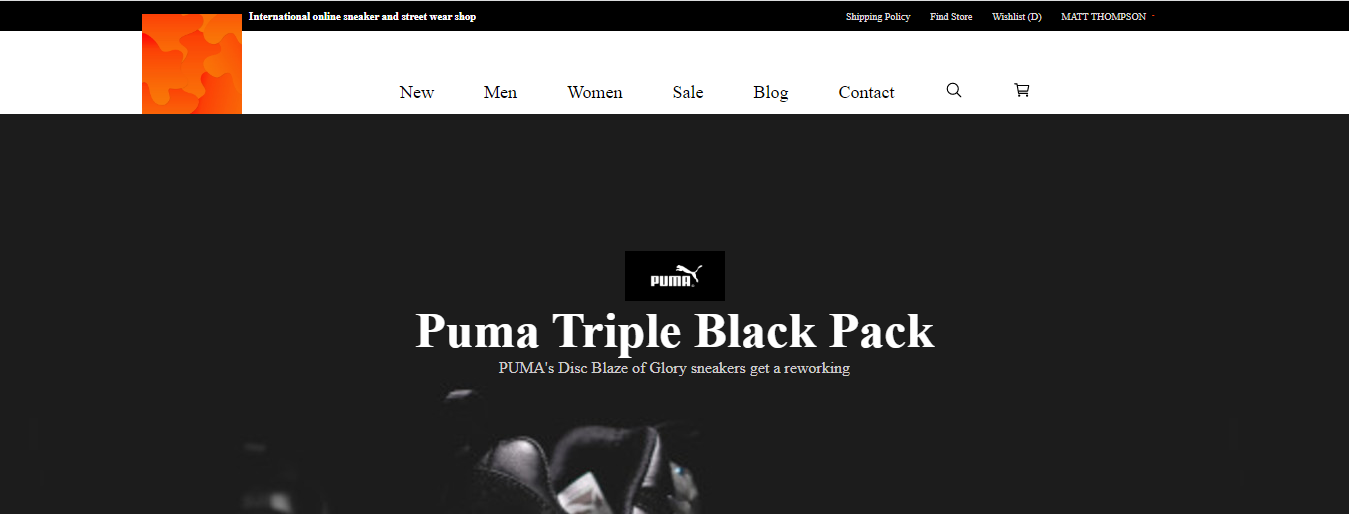 International online sneaker and street wear shop
Shipping Policy Find Store Wishlist (D) MATT THOMPSON
New Men Women Sale Blog Contact
PUMA
Puma Triple Black Pack
PUMA's Disc Blaze of Glory sneakers get a reworking